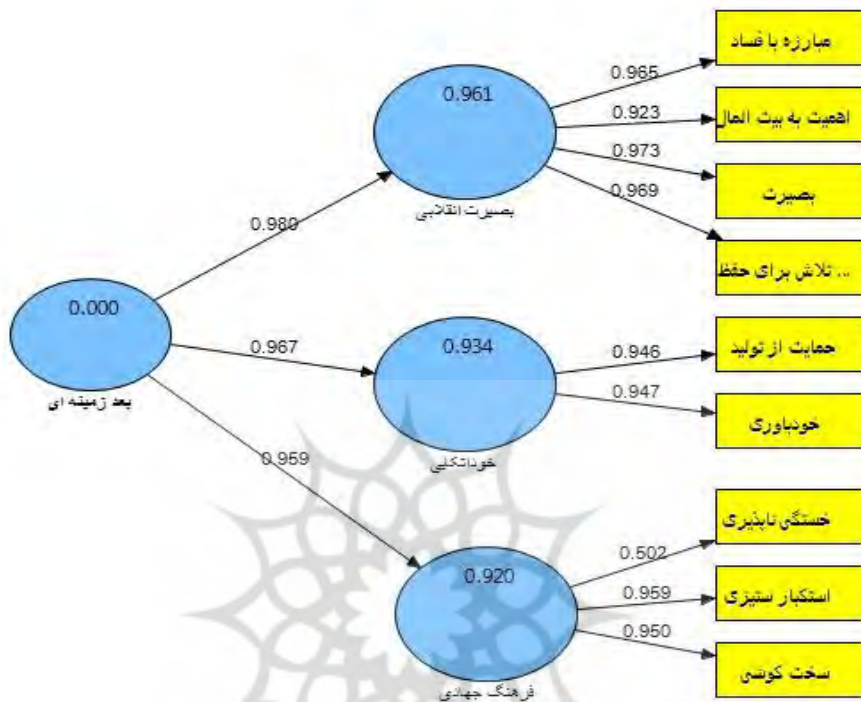 مبارزه با فساد
0.965
0.961
0.923
اهمیت به بیت المال
0.973
بصیرت
0.969
بصیرت انقلابی
0.980
تلاش برای حفظ ...
0.000
0.967
0.934
0.946
حمایت از تولید
0.947
خودباوری
بعد زمینه ای
خوداتکلی
0.959
خستگی ناپذیری
0.502
0.920
0.959
استکبار ستیزی
0.950
سخت کوشی
فرهنگ جهادی